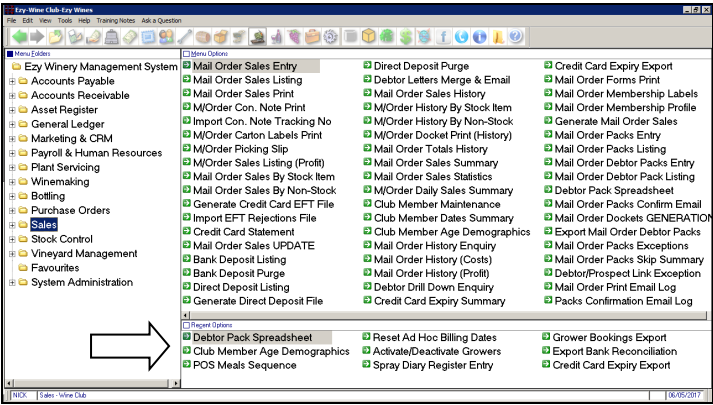 Ezy-Wine Club-Ezy Wines
File Edit View Tools Help Training Notes Ask a Question
Menu Folders
Ezy Winery Management System
Accounts Payable
Accounts Receivable
Asset Register
General Ledger
Marketing & CRM
Payroll & Human Resources
Plant Servicing
Winemaking
Bottling
Purchase Orders
Sales
Stock Control
Vineyard Management
Favourites
System Administration
Menu Options
Mail Order Sales Entry
Mail Order Sales Listing
Mail Order Sales Print
M/Order Con. Note Print
Import Con. Note Tracking No
M/Order Carton Labels Print
M/Order Picking Slip
M/Order Sales Listing (Profit)
Mail Order Sales By Stock Item
Mail Order Sales By Non-Stock
Generate Credit Card EFT File
Import EFT Rejections File
Credit Card Statement
Mail Order Sales UPDATE
Bank Deposit Listing
Bank Deposit Purge
Direct Deposit Listing
Generate Direct Deposit File
Direct Deposit Purge
Debtor Letters Merge & Email
Mail Order Sales History
M/Order History By Stock Item
M/Order History By Non-Stock
M/Order Docket Print (History)
Mail Order Totals History
Mail Order Sales Summary
Mail Order Sales Statistics
M/Order Daily Sales Summary
Club Member Maintenance
Club Member Dates Summary
Club Member Age Demographics
Mail Order History Enquiry
Mail Order History (Costs)
Mail Order History (Profit)
Debtor Drill Down Enquiry
Credit Card Expiry Summary
Credit Card Expiry Export
Mail Order Forms Print
Mail Order Membership Labels
Mail Order Membership Profile
Generate Mail Order Sales
Mail Order Packs Entry
Mail Order Packs Listing
Mail Order Debtor Packs Entry
Mail Order Debtor Pack Listing
Debtor Pack Spreadsheet
Mail Order Packs Confirm Email
Mail Order Dockets GENERATION
Export Mail Order Debtor Packs
Mail Order Packs Exceptions
Mail Order Packs Skip Summary
Debtor/Prospect Link Exception
Mail Order Print Email Log
Packs Confirmation Email Log
Recent Options
Debtor Pack Spreadsheet
Club Member Age Demographics
POS Meals Sequence
Reset Ad Hoc Billing Dates
Activate/Deactivate Growers
Spray Diary Register Entry
Grower Bookings Export
Export Bank Reconciliation
Credit Card Expiry Export
NICK Sales - Wine Club 06/05/2017